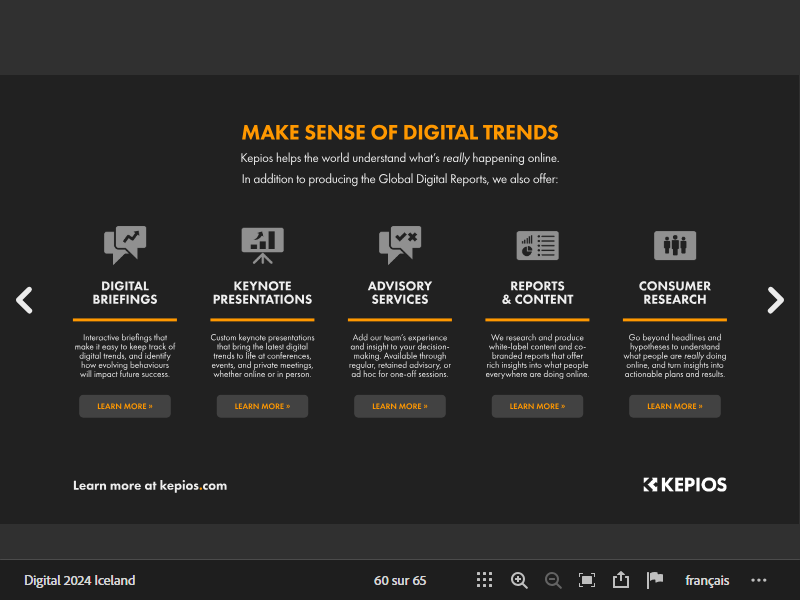 MAKE SENSE OF DIGITAL TRENDS
Kepios helps the world understand what's really happening online.
In addition to producing the Global Digital Reports, we also offer:
DIGITAL
BRIEFINGS
Interactive briefings that
make it easy to keep track of
digital trends, and identify
how evolving behaviours
will impact future success.
LEARN MORE »
KEYNOTE
PRESENTATIONS
Custom keynote presentations
that bring the latest digital
trends to life at conferences,
events, and private meetings,
whether online or in person.
LEARN MORE »
ADVISORY
SERVICES
Add our team's experience
and insight to your decision-
making. Available through
regular, retained advisory, or
ad hoc for one-off sessions.
LEARN MORE »
REPORTS
& CONTENT
We research and produce
white-label content and co-
branded reports that offer
rich insights into what people
everywhere are doing online.
LEARN MORE »
CONSUMER
RESEARCH
Go beyond headlines and
hypotheses to understand
what people are really doing
online, and turn insights into
actionable plans and results.
LEARN MORE »
Learn more at kepios.com
KEPIOS
Digital 2024 Iceland
60 sur 65
français